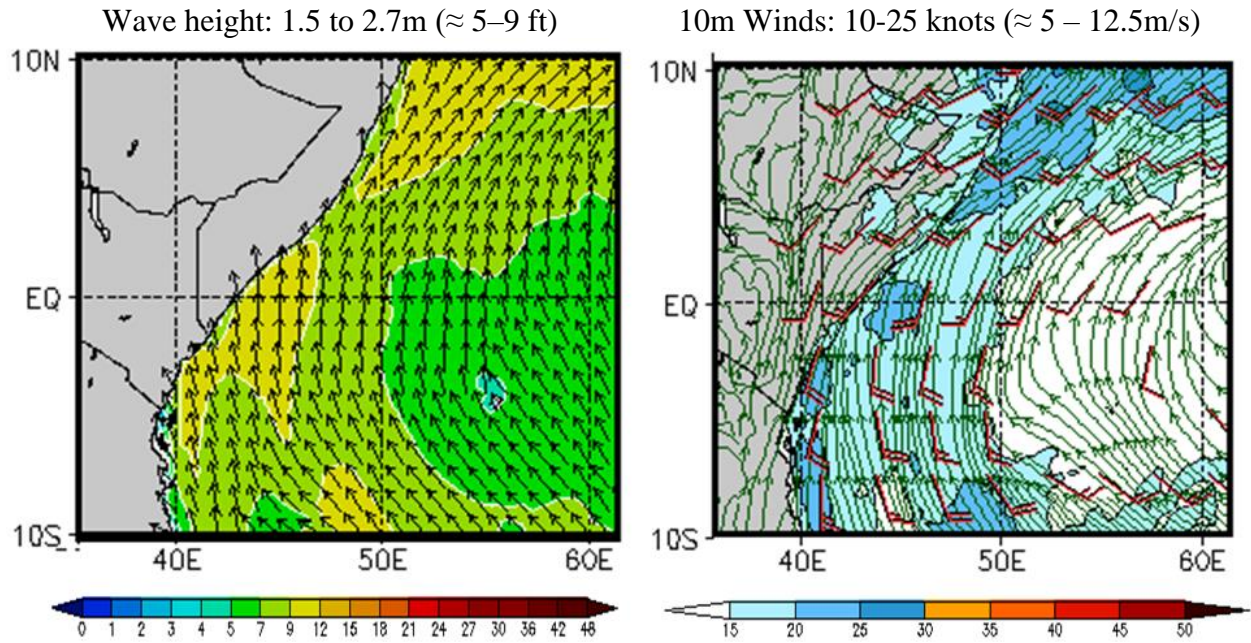 Wave height: 1.5 to 2.7m (≈ 5–9 ft)
10m Winds: 10-25 knots (≈ 5 – 12.5m/s)
10N
EQ
10S
40E 50E 60E
0 1 2 3 4 5 7 9 12 15 18 21 24 27 30 36 42 48
10N
EQ
10S
40E 50E 60E
15 20 25 30 35 40 45 50